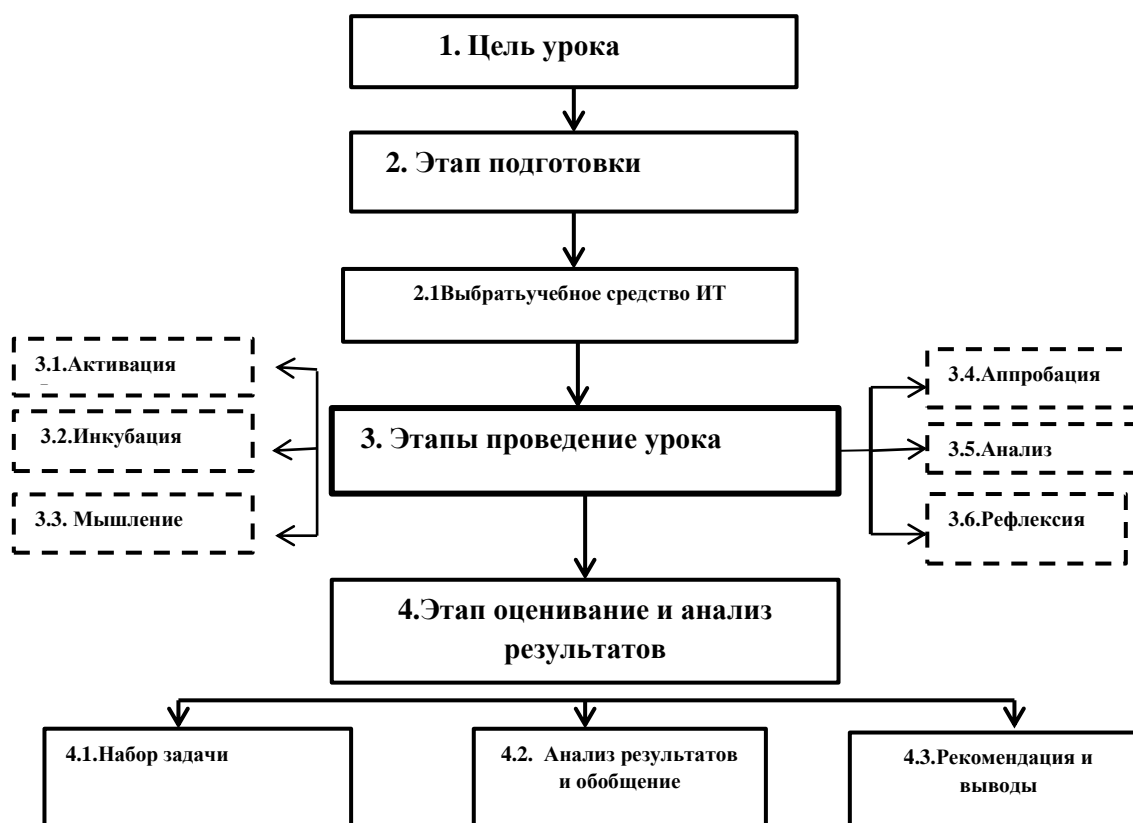 1. Цель урока
2. Этап подготовки
2.1Выбратьучебное средство ИТ
3.1.Активация
3.2.Инкубация
3.3. Мышление
3. Этапы проведение урока
3.4.Аппробация
3.5.Анализ
3.6.Рефлексия
4.Этап оценивание и анализ
результатов
4.1.Набор задачи
4.2. Анализ результатов
и обобщение
4.3.Рекомендация и
выводы